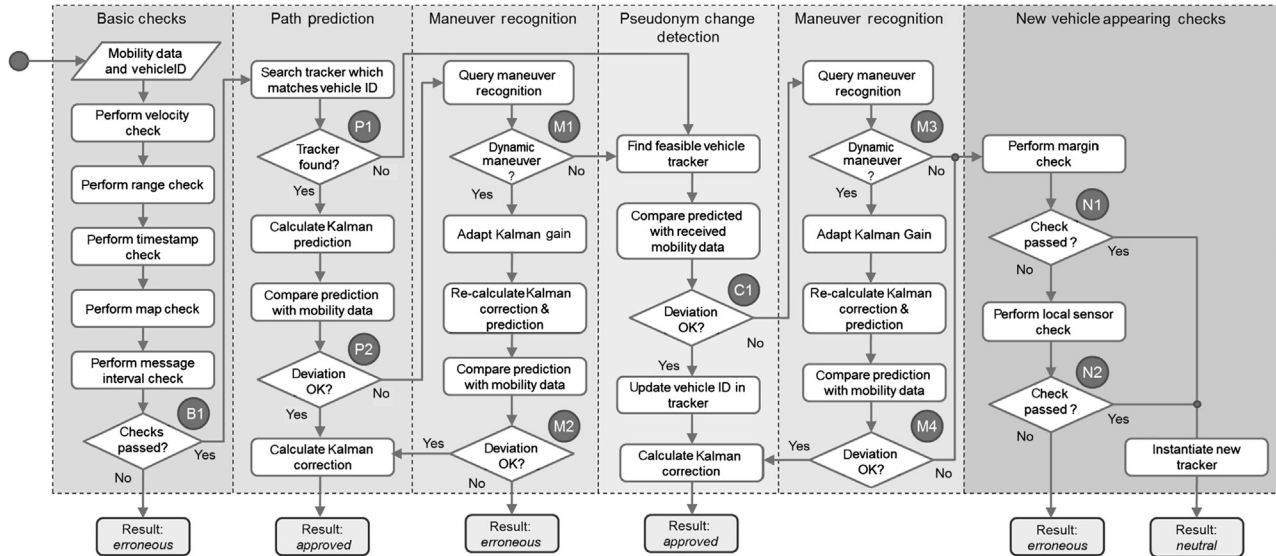 Basic checks
Mobility data
and vehicleID
Perform velocity
check
Perform range check
Perform timestamp
check
Perform map check
Perform message
interval check
B1
Checks
passed?
Yes
No
Result:
erroneous
Path prediction
Search tracker which
matches vehicle ID
P1
Tracker
found?
No
Yes
Calculate Kalman
prediction
Compare prediction
with mobility data
P2
Deviation
OK?
No
Yes
Calculate Kalman
correction
Result:
approved
Maneuver recognition
Query maneuver
recognition
M1
Dynamic
maneuver
?
No
Yes
Adapt Kalman gain
Re-calculate Kalman
correction &
prediction
Compare prediction
with mobility data
M2
Yes
Deviation
OK?
No
Result:
erroneous
Pseudonym change
detection
Find feasible vehicle
tracker
Compare predicted
with received
mobility data
C1
Deviation
OK?
No
Yes
Update vehicle ID in
tracker
Calculate Kalman
correction
Result:
approved
Maneuver recognition
Query maneuver
recognition
M3
Dynamic
maneuver
?
No
Yes
Adapt Kalman Gain
Re-calculate Kalman
correction &
prediction
Compare prediction
with mobility data
M4
Yes
Deviation
OK?
No
New vehicle appearing checks
Perform margin
check
N1
Check
passed ?
Yes
No
Perform local sensor
check
N2
Check
passed ?
Yes
No
Instantiate new
tracker
Result:
erroneous
Result:
neutral